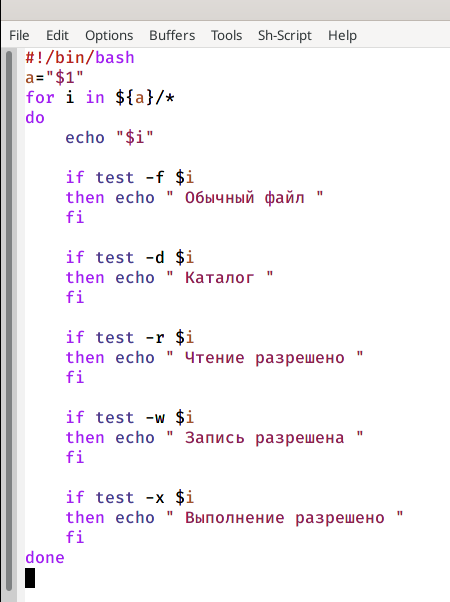 File Edit Options Buffers Tools Sh-Script Help
#!/bin/bash
a="$1"
for i in ${a}/*
do
echo "$i"
if test -f $i
then echo " Обычный файл "
fi
if test -d $i
then echo " Каталог "
fi
if test -r $i
then echo " Чтение разрешено "
fi
if test -w $i
then echo " Запись разрешена "
fi
if test -x $i
then echo " Выполнение разрешено "
fi
done